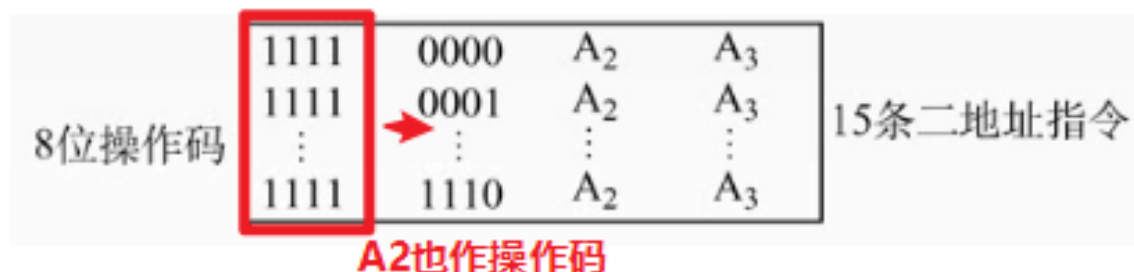 1111 0000 A₂ A₃
1111 0001 A₂ A₃
8位操作码 ⋮ ⋮ ⋮ ⋮ 15条二地址指令
1111 1110 A₂ A₃
A2也作操作码